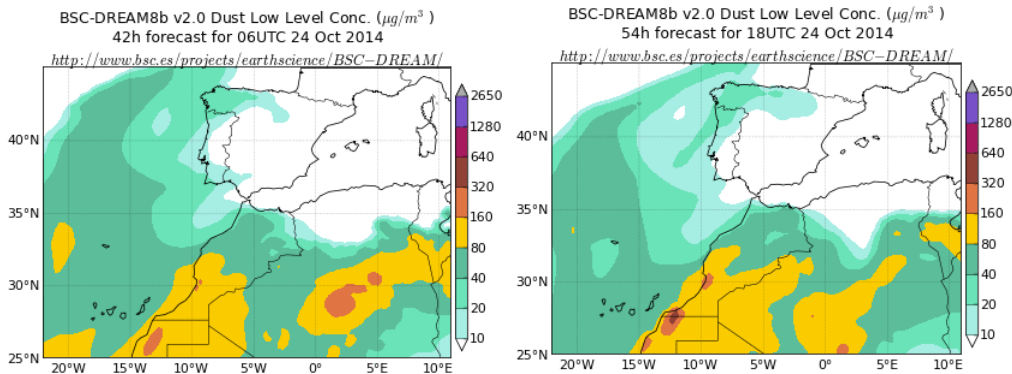 BSC-DREAM8b v2.0 Dust Low Level Conc. (μg/m³ )
42h forecast for 06UTC 24 Oct 2014
http://www.bsc.es/projects/earthscience/BSC−DREAM/
40°N
35°N
30°N
25°N
20°W
15°W
10°W
5°W
0°
5°E
10°E
2650
1280
640
320
160
80
40
20
10
BSC-DREAM8b v2.0 Dust Low Level Conc. (μg/m³ )
54h forecast for 18UTC 24 Oct 2014
http://www.bsc.es/projects/earthscience/BSC−DREAM/
40°N
35°N
30°N
25°N
20°W
15°W
10°W
5°W
0°
5°E
10°E
2650
1280
640
320
160
80
40
20
10